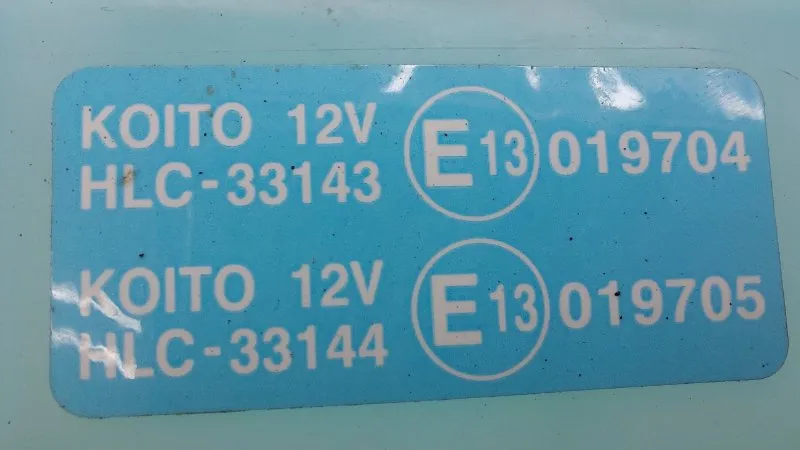 KOITO 12V
HLC-33143
E13 019704
KOITO 12V
HLC-33144
E13 019705